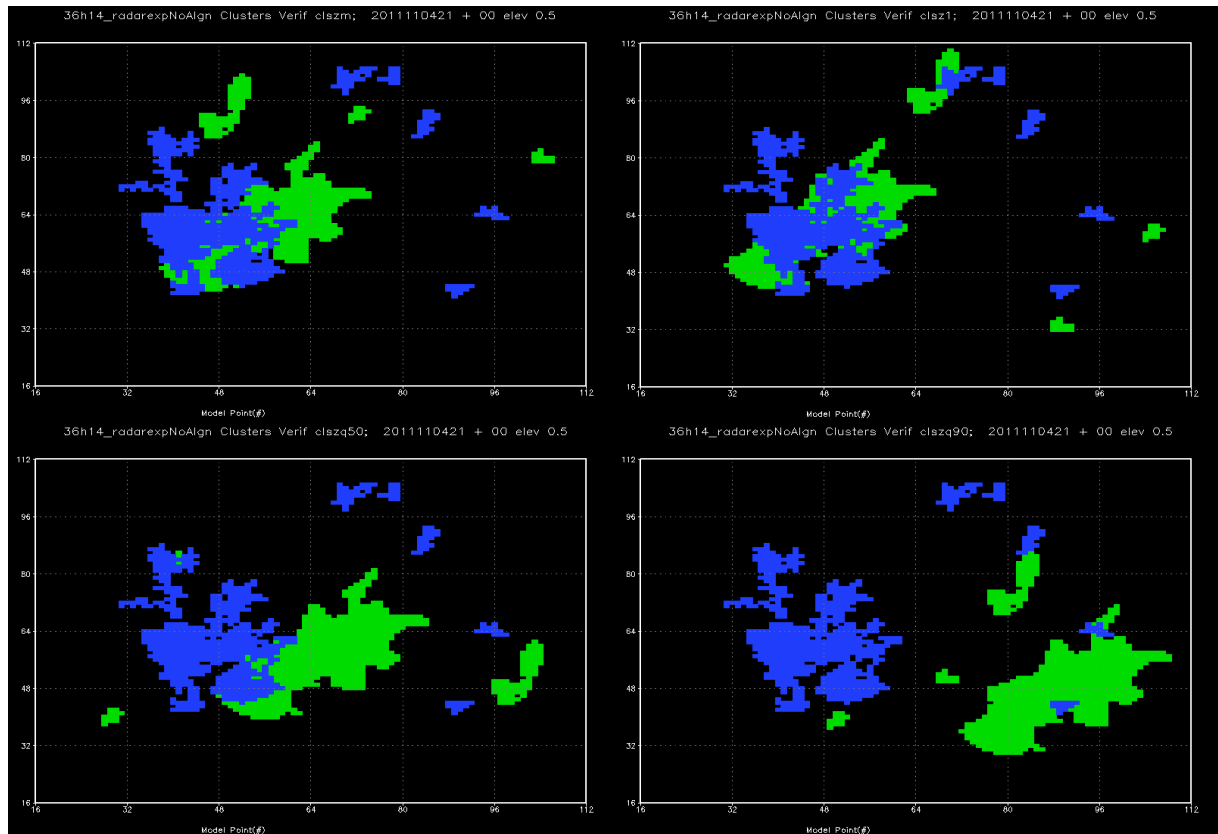 36h14_radarexpNoAlgn Clusters Verif clszm; 2011110421 + 00 elev 0.5
112
96
80
64
48
32
16
16 32 48 64 80 96 112
Model Point(#)
36h14_radarexpNoAlgn Clusters Verif clsz1; 2011110421 + 00 elev 0.5
112
96
80
64
48
32
16
16 32 48 64 80 96 112
Model Point(#)
36h14_radarexpNoAlgn Clusters Verif clszq50; 2011110421 + 00 elev 0.5
112
96
80
64
48
32
16
16 32 48 64 80 96 112
Model Point(#)
36h14_radarexpNoAlgn Clusters Verif clszq90; 2011110421 + 00 elev 0.5
112
96
80
64
48
32
16
16 32 48 64 80 96 112
Model Point(#)